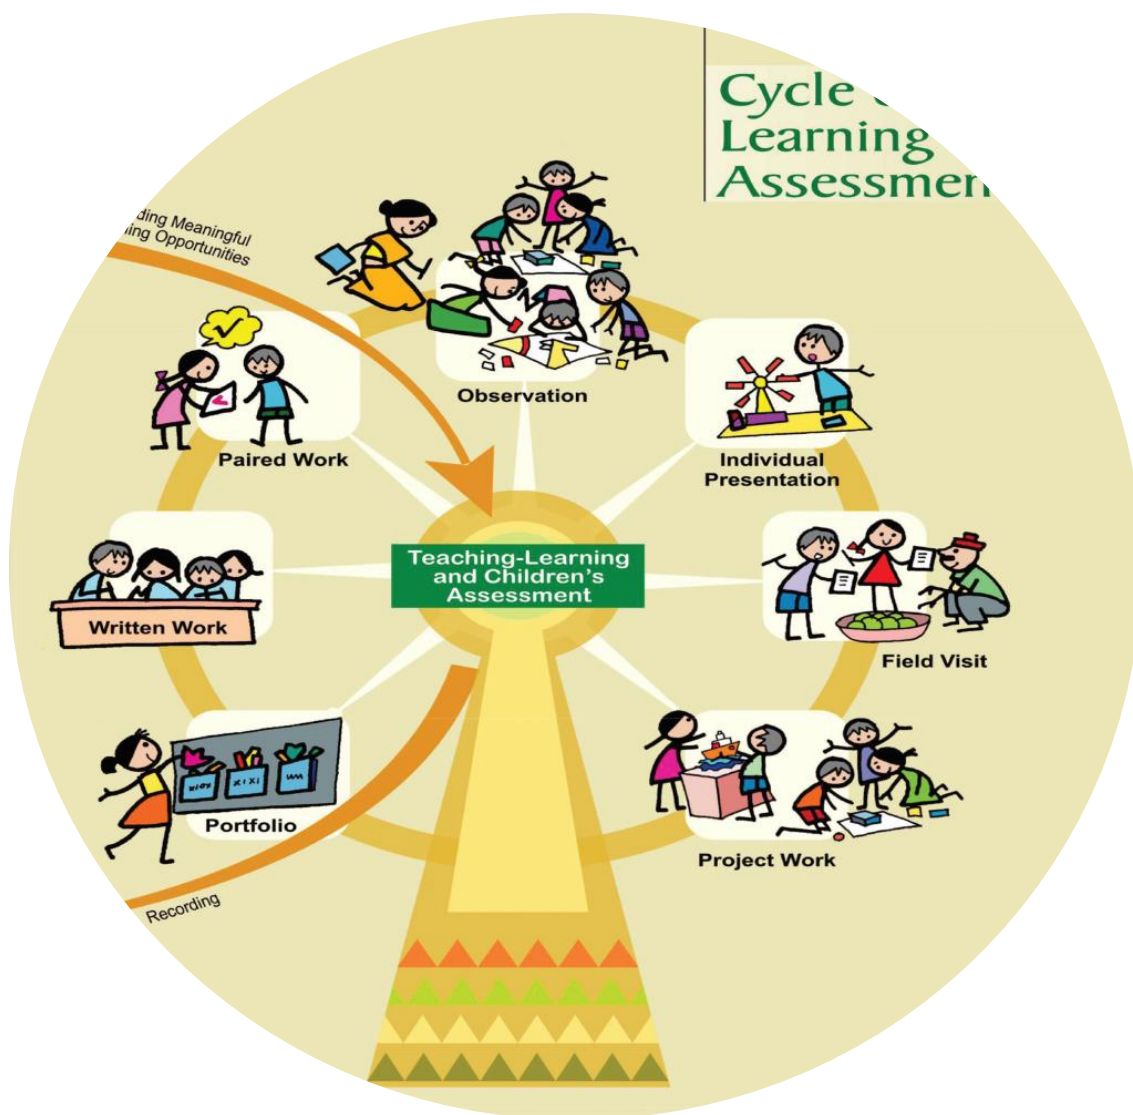 Cycle
Learning
Meaningful
Opportunities
Observation
Paired Work
Individual
Presentation
Teaching-Learning
and Children's
Assessment
Written Work
Field Visit
Portfolio
Project Work
Recording